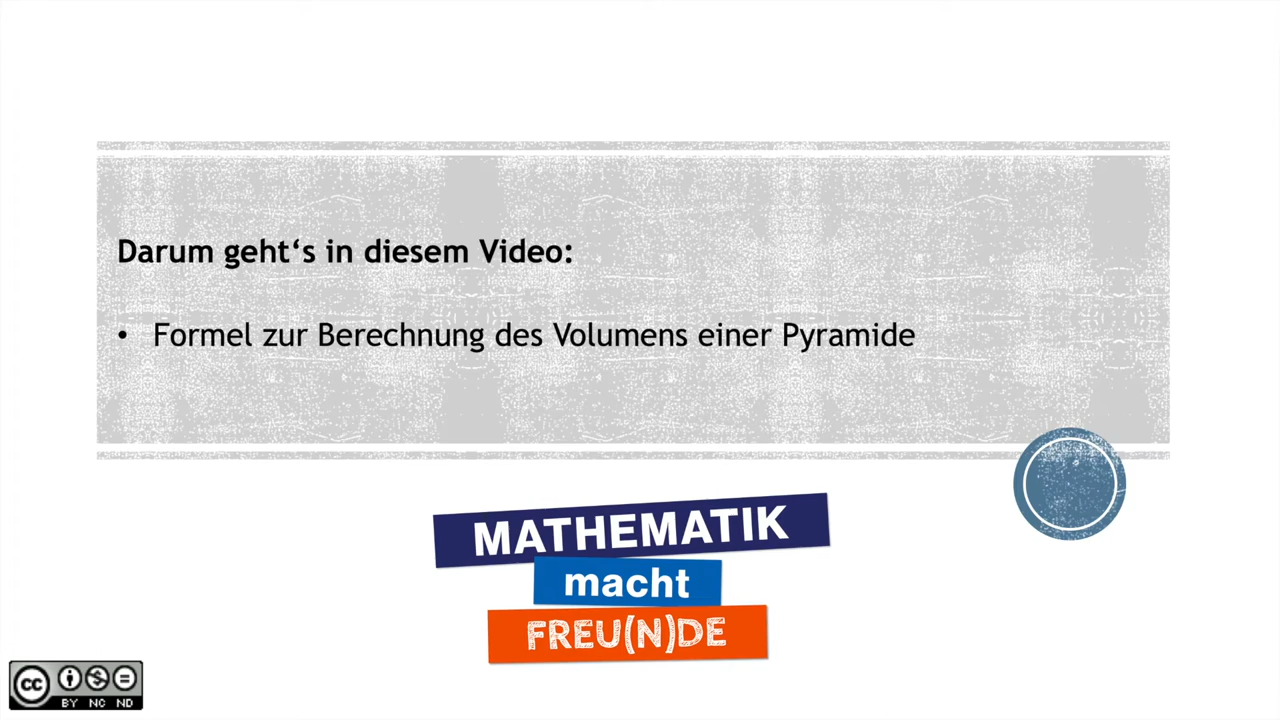 Darum geht‘s in diesem Video:
• Formel zur Berechnung des Volumens einer Pyramide
MATHEMATIK
macht
FREU(N)DE
cc
BY NC ND